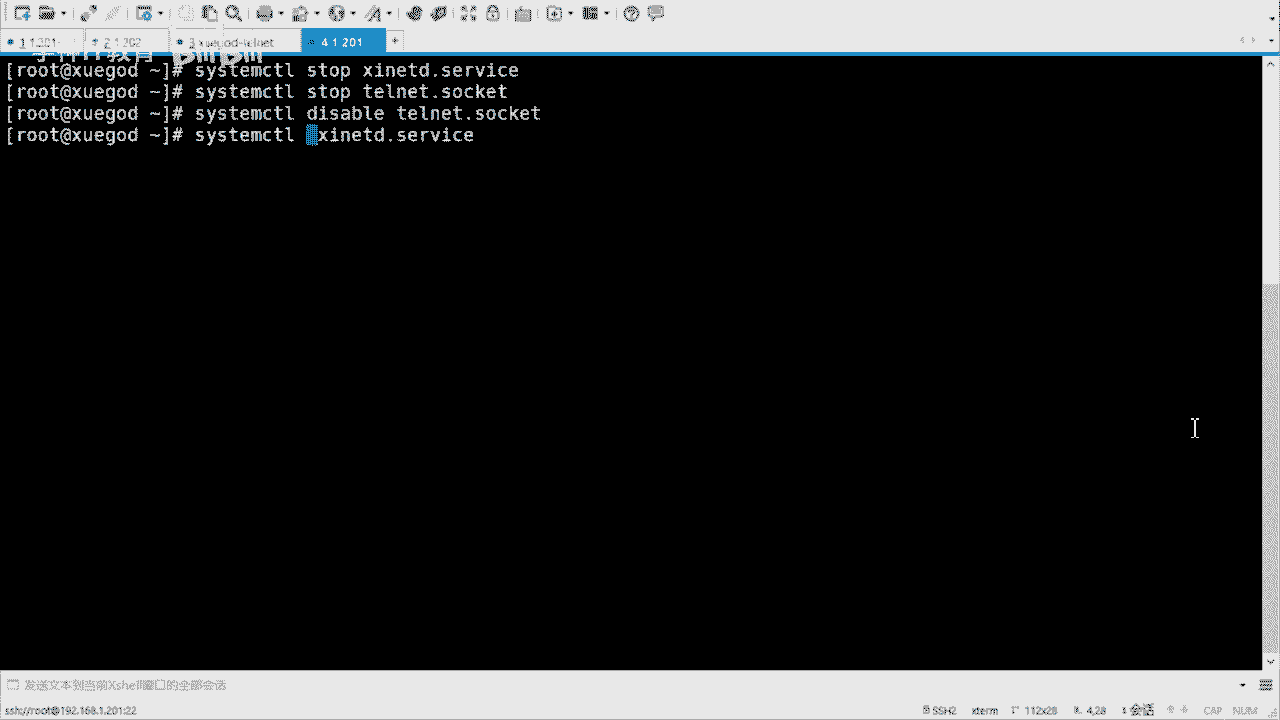 1 1.201
2 1.202
3 xuegod-telnet
4 1.201
[root@xuegod ~]# systemctl stop xinetd.service
[root@xuegod ~]# systemctl stop telnet.socket
[root@xuegod ~]# systemctl disable telnet.socket
[root@xuegod ~]# systemctl xinetd.service
发送文本到当前Xshell窗口的全部会话
ssh://root@192.168.1.201:22
SSH2 xterm 112x28 4,28 1 会话 CAP NUM